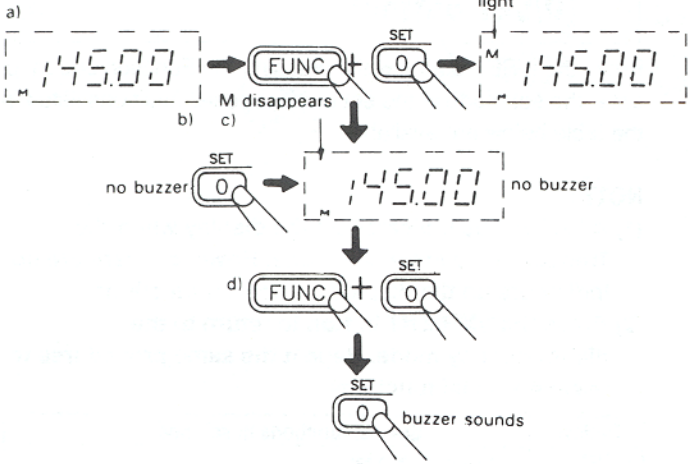 a)
light
SET
M
145.00
FUNC
+
0
145.00
M
M
M disappears
b)
c)
SET
no buzzer
0
145.00
no buzzer
M
d)
FUNC
+
SET
0
SET
0
buzzer sounds